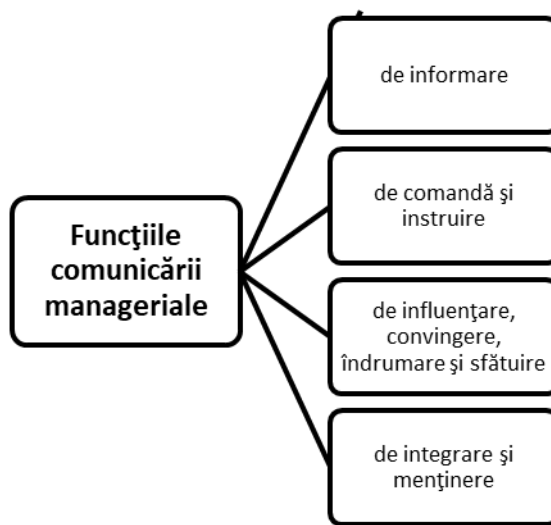 Funcţiile
comunicării
manageriale
de informare
de comandă şi
instruire
de influenţare,
convingere,
îndrumare şi sfătuire
de integrare şi
menţinere